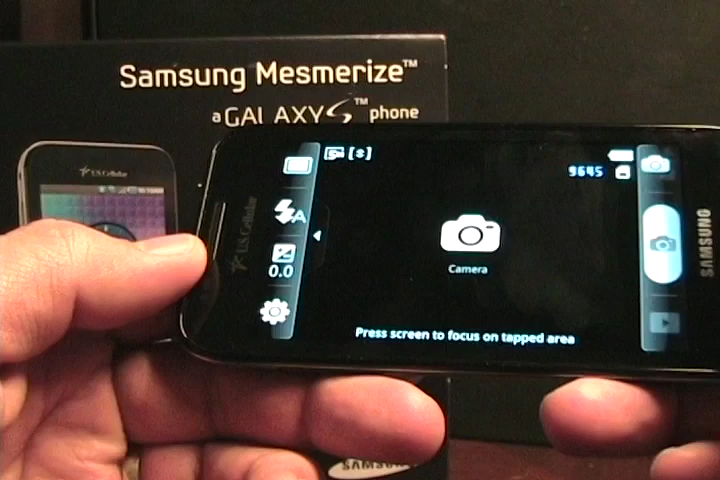 Samsung Mesmerize™
a GALAXY S™ phone
U.S. Cellular
U.S. Cellular
9645
A
0.0
Camera
Press screen to focus on tapped area
SAMSUNG
SAMSUNG